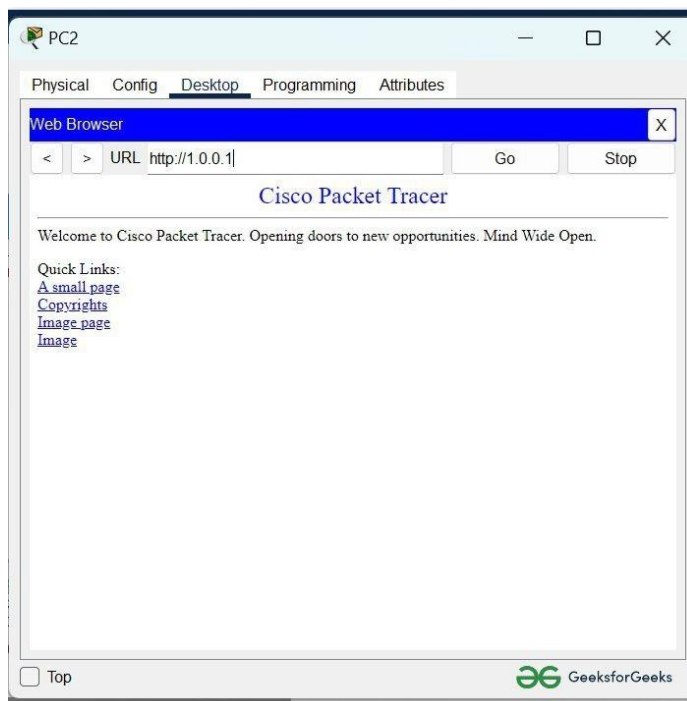 PC2
Physical Config Desktop Programming Attributes
Web Browser X
< > URL http://1.0.0.1 Go Stop
Cisco Packet Tracer
Welcome to Cisco Packet Tracer. Opening doors to new opportunities. Mind Wide Open.
Quick Links:
A small page
Copyrights
Image page
Image
Top GeeksforGeeks